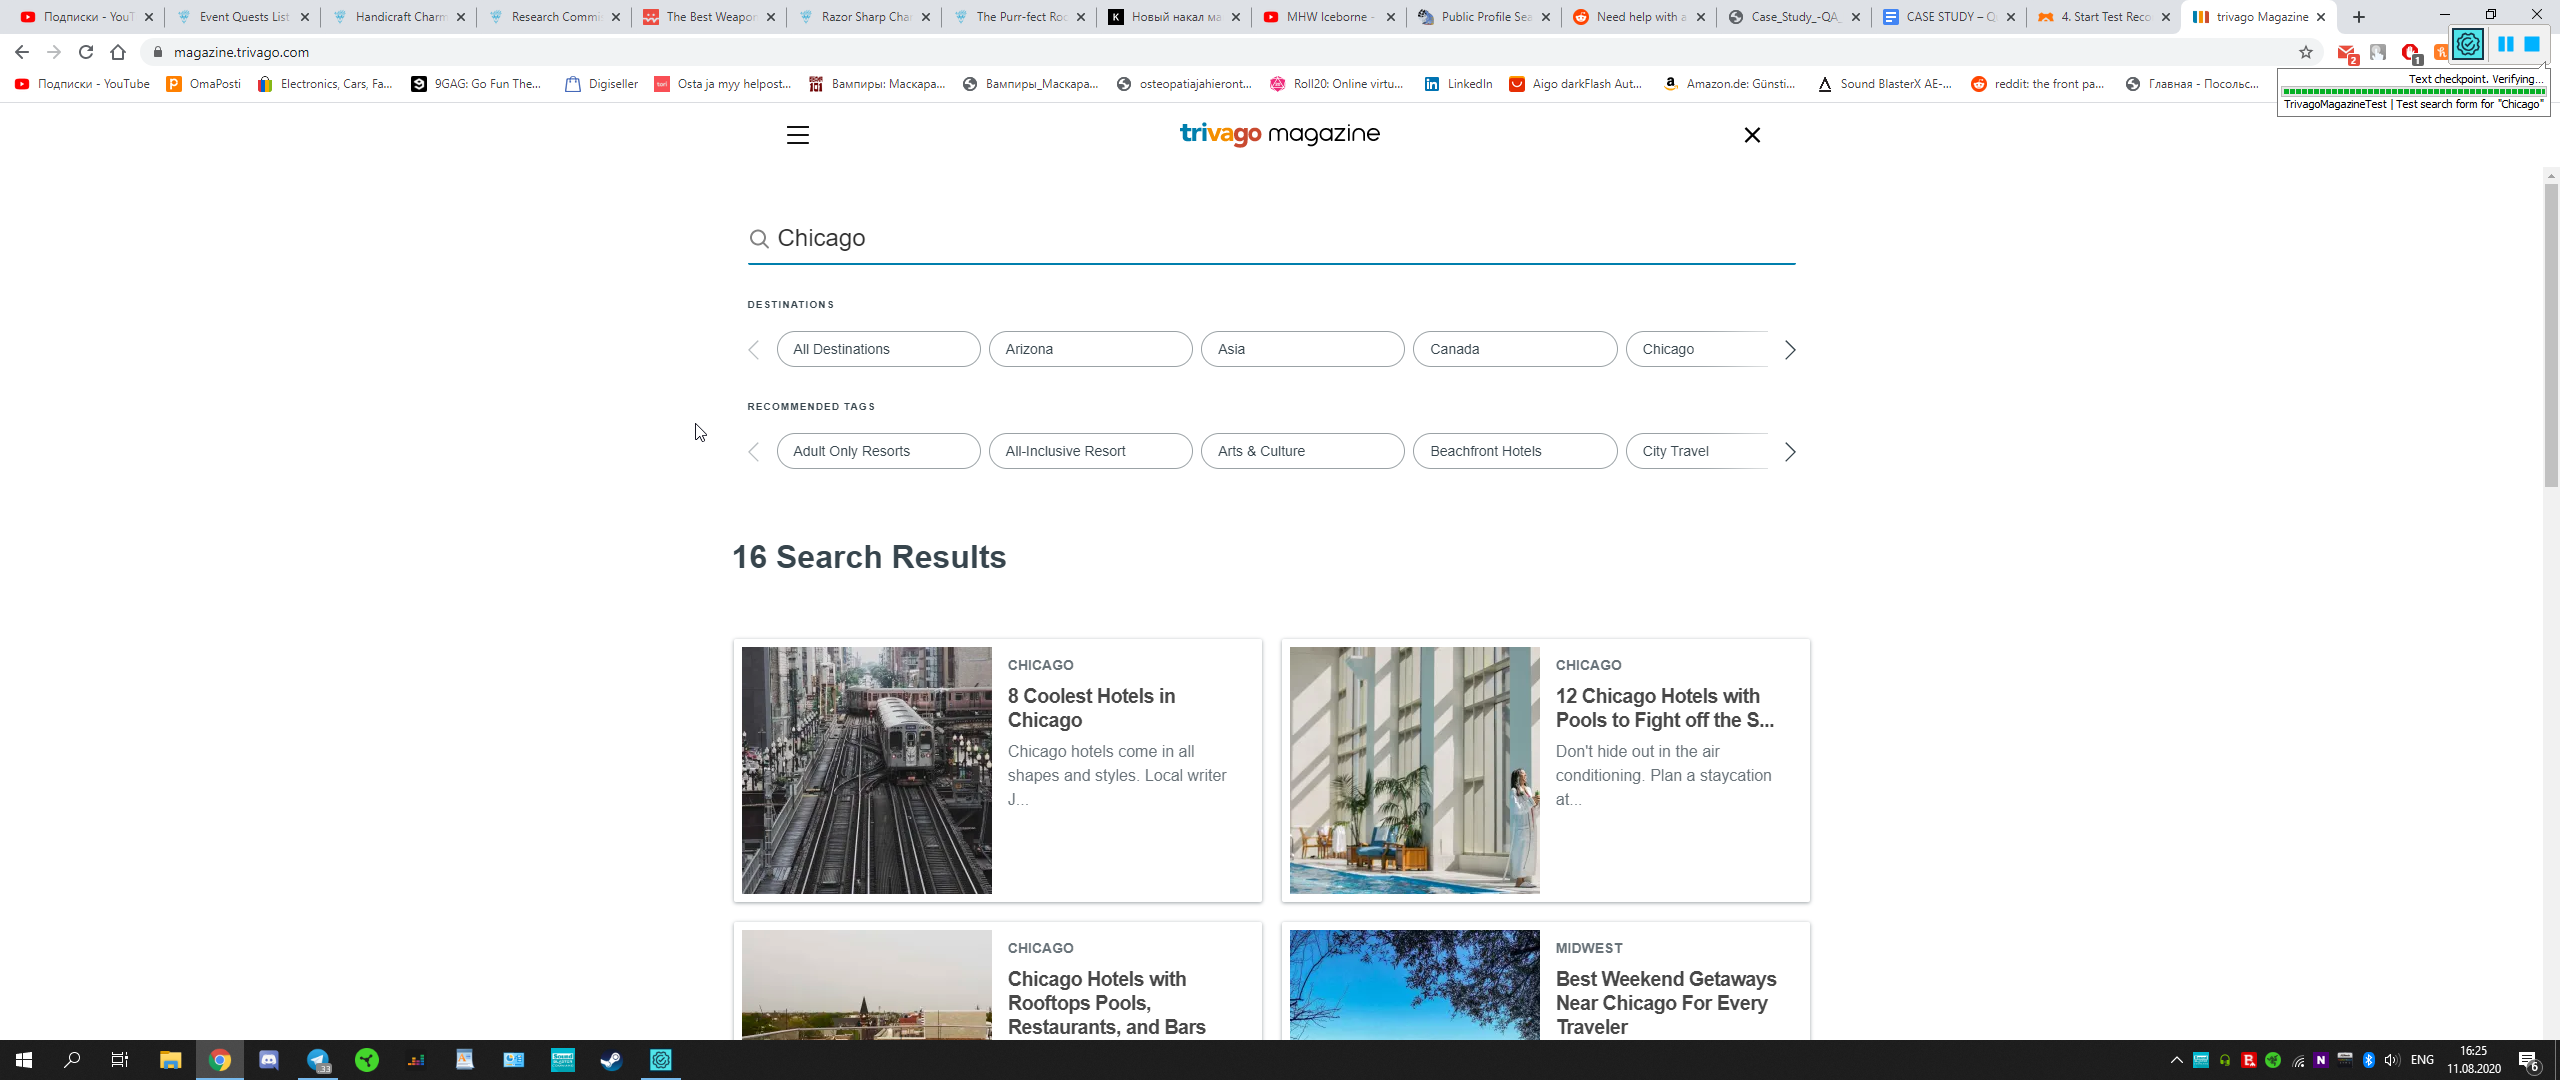 Подписки - YouT
Event Quests List
Handicraft Charm
Research Commis
The Best Weapon
Razor Sharp Char
The Purr-fect Roo
Новый накал ма
MHW Iceborne -
Public Profile Sea
Need help with a
Case_Study_-QA_
CASE STUDY – Q
4. Start Test Reco
trivago Magazine
magazine.trivago.com
2
1
Подписки - YouTube
OmaPosti
Electronics, Cars, Fa...
9GAG: Go Fun The...
Digiseller
Osta ja myy helpost...
Вампиры: Маскара...
Вампиры_Маскара...
osteopatiajahieront...
Roll20: Online virtu...
LinkedIn
Aigo darkFlash Aut...
Amazon.de: Günsti...
Sound BlasterX AE-...
reddit: the front pa...
Главная - Посольс...
Text checkpoint. Verifying...
TrivagoMagazineTest | Test search form for "Chicago"
trivago magazine
Chicago
DESTINATIONS
All Destinations
Arizona
Asia
Canada
Chicago
RECOMMENDED TAGS
Adult Only Resorts
All-Inclusive Resort
Arts & Culture
Beachfront Hotels
City Travel
16 Search Results
CHICAGO
8 Coolest Hotels in
Chicago
Chicago hotels come in all
shapes and styles. Local writer
J...
CHICAGO
12 Chicago Hotels with
Pools to Fight off the S...
Don't hide out in the air
conditioning. Plan a staycation
at...
CHICAGO
Chicago Hotels with
Rooftops Pools,
Restaurants, and Bars
MIDWEST
Best Weekend Getaways
Near Chicago For Every
Traveler
33
ENG
16:25
11.08.2020
6